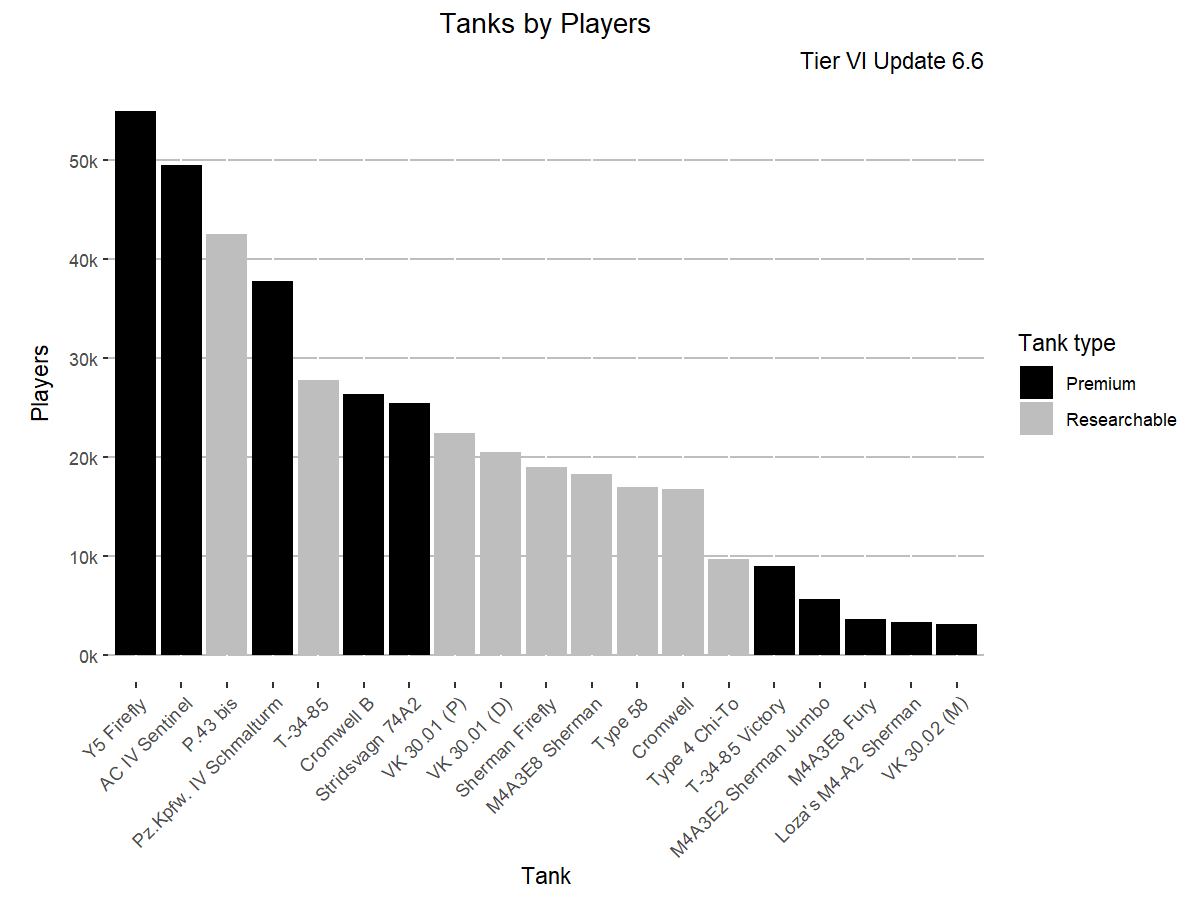 Tanks by Players
Tier VI Update 6.6
Players
50k
40k
30k
20k
10k
0k
Y5 Firefly
AC IV Sentinel
P.43 bis
Pz.Kpfw. IV Schmalturm
T-34-85
Cromwell B
Stridsvagn 74A2
VK 30.01 (P)
VK 30.01 (D)
Sherman Firefly
M4A3E8 Sherman
Type 58
Cromwell
Type 4 Chi-To
T-34-85 Victory
M4A3E2 Sherman Jumbo
M4A3E8 Fury
Loza's M4-A2 Sherman
VK 30.02 (M)
Tank
Tank type
Premium
Researchable